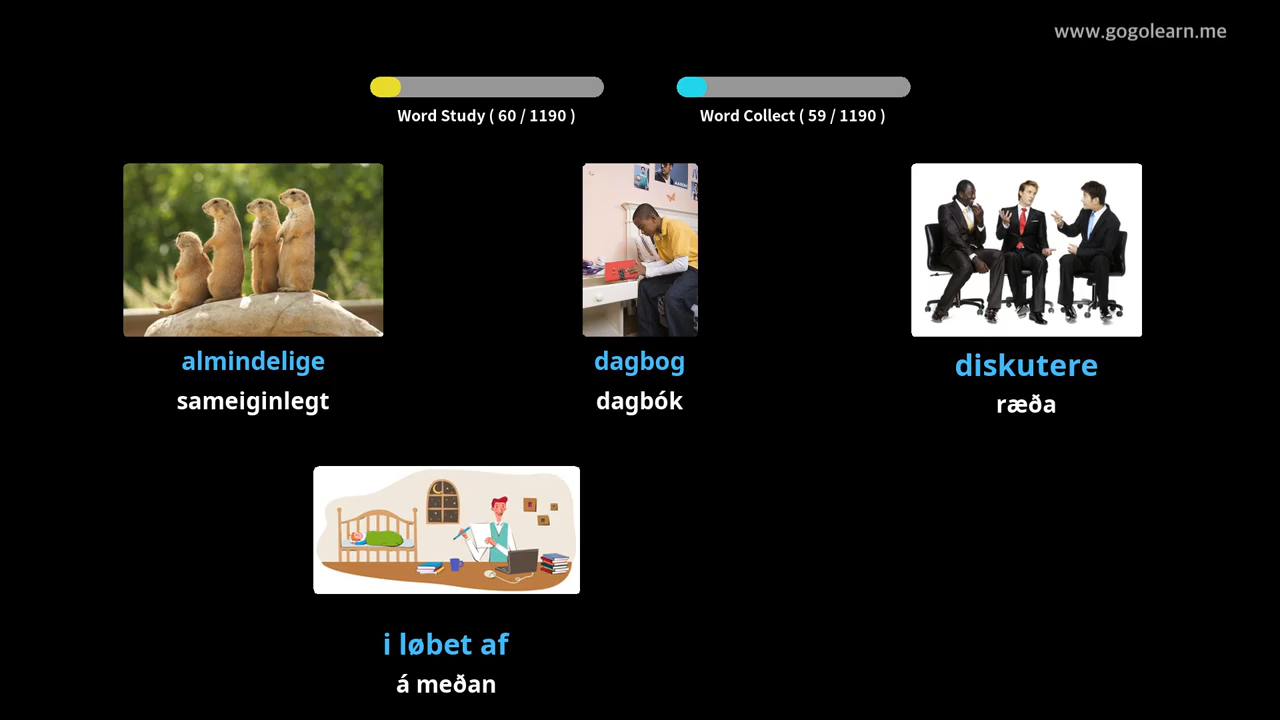 www.gogolearn.me
Word Study ( 60 / 1190 )
Word Collect ( 59 / 1190 )
almindelige
sameiginlegt
dagbog
dagbók
diskutere
ræða
i løbet af
á meðan